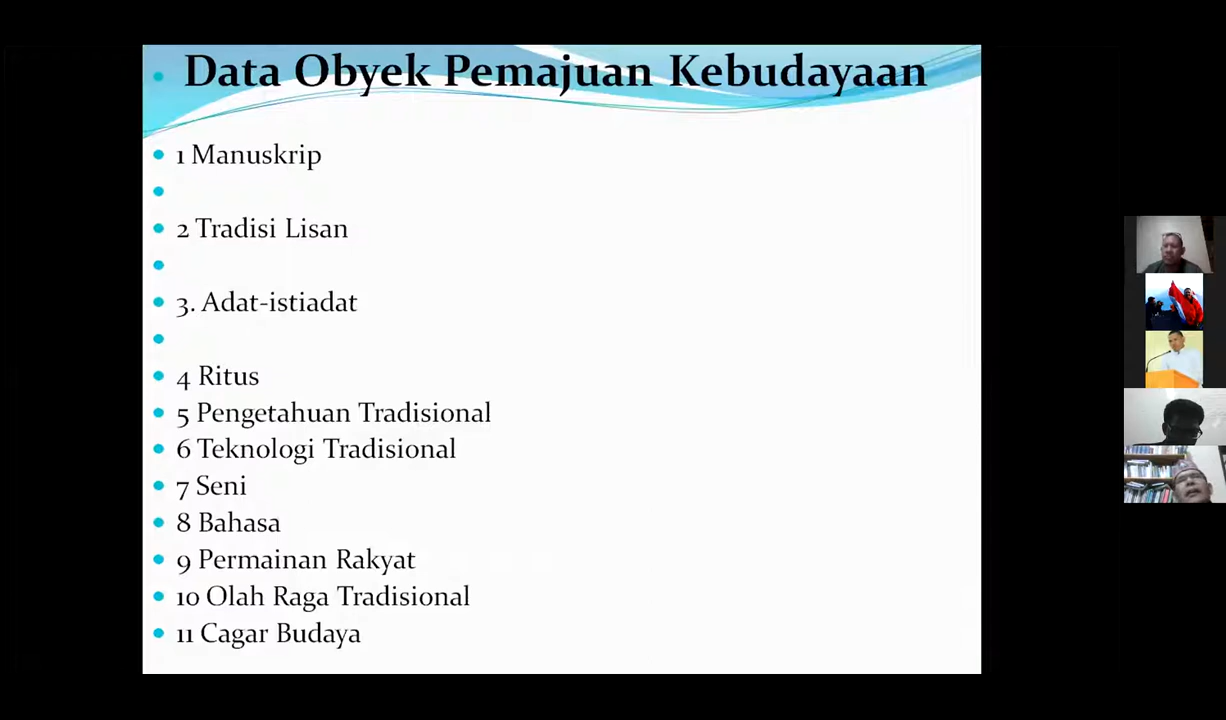 Data Obyek Pemajuan Kebudayaan
1 Manuskrip
2 Tradisi Lisan
3. Adat-istiadat
4 Ritus
5 Pengetahuan Tradisional
6 Teknologi Tradisional
7 Seni
8 Bahasa
9 Permainan Rakyat
10 Olah Raga Tradisional
11 Cagar Budaya